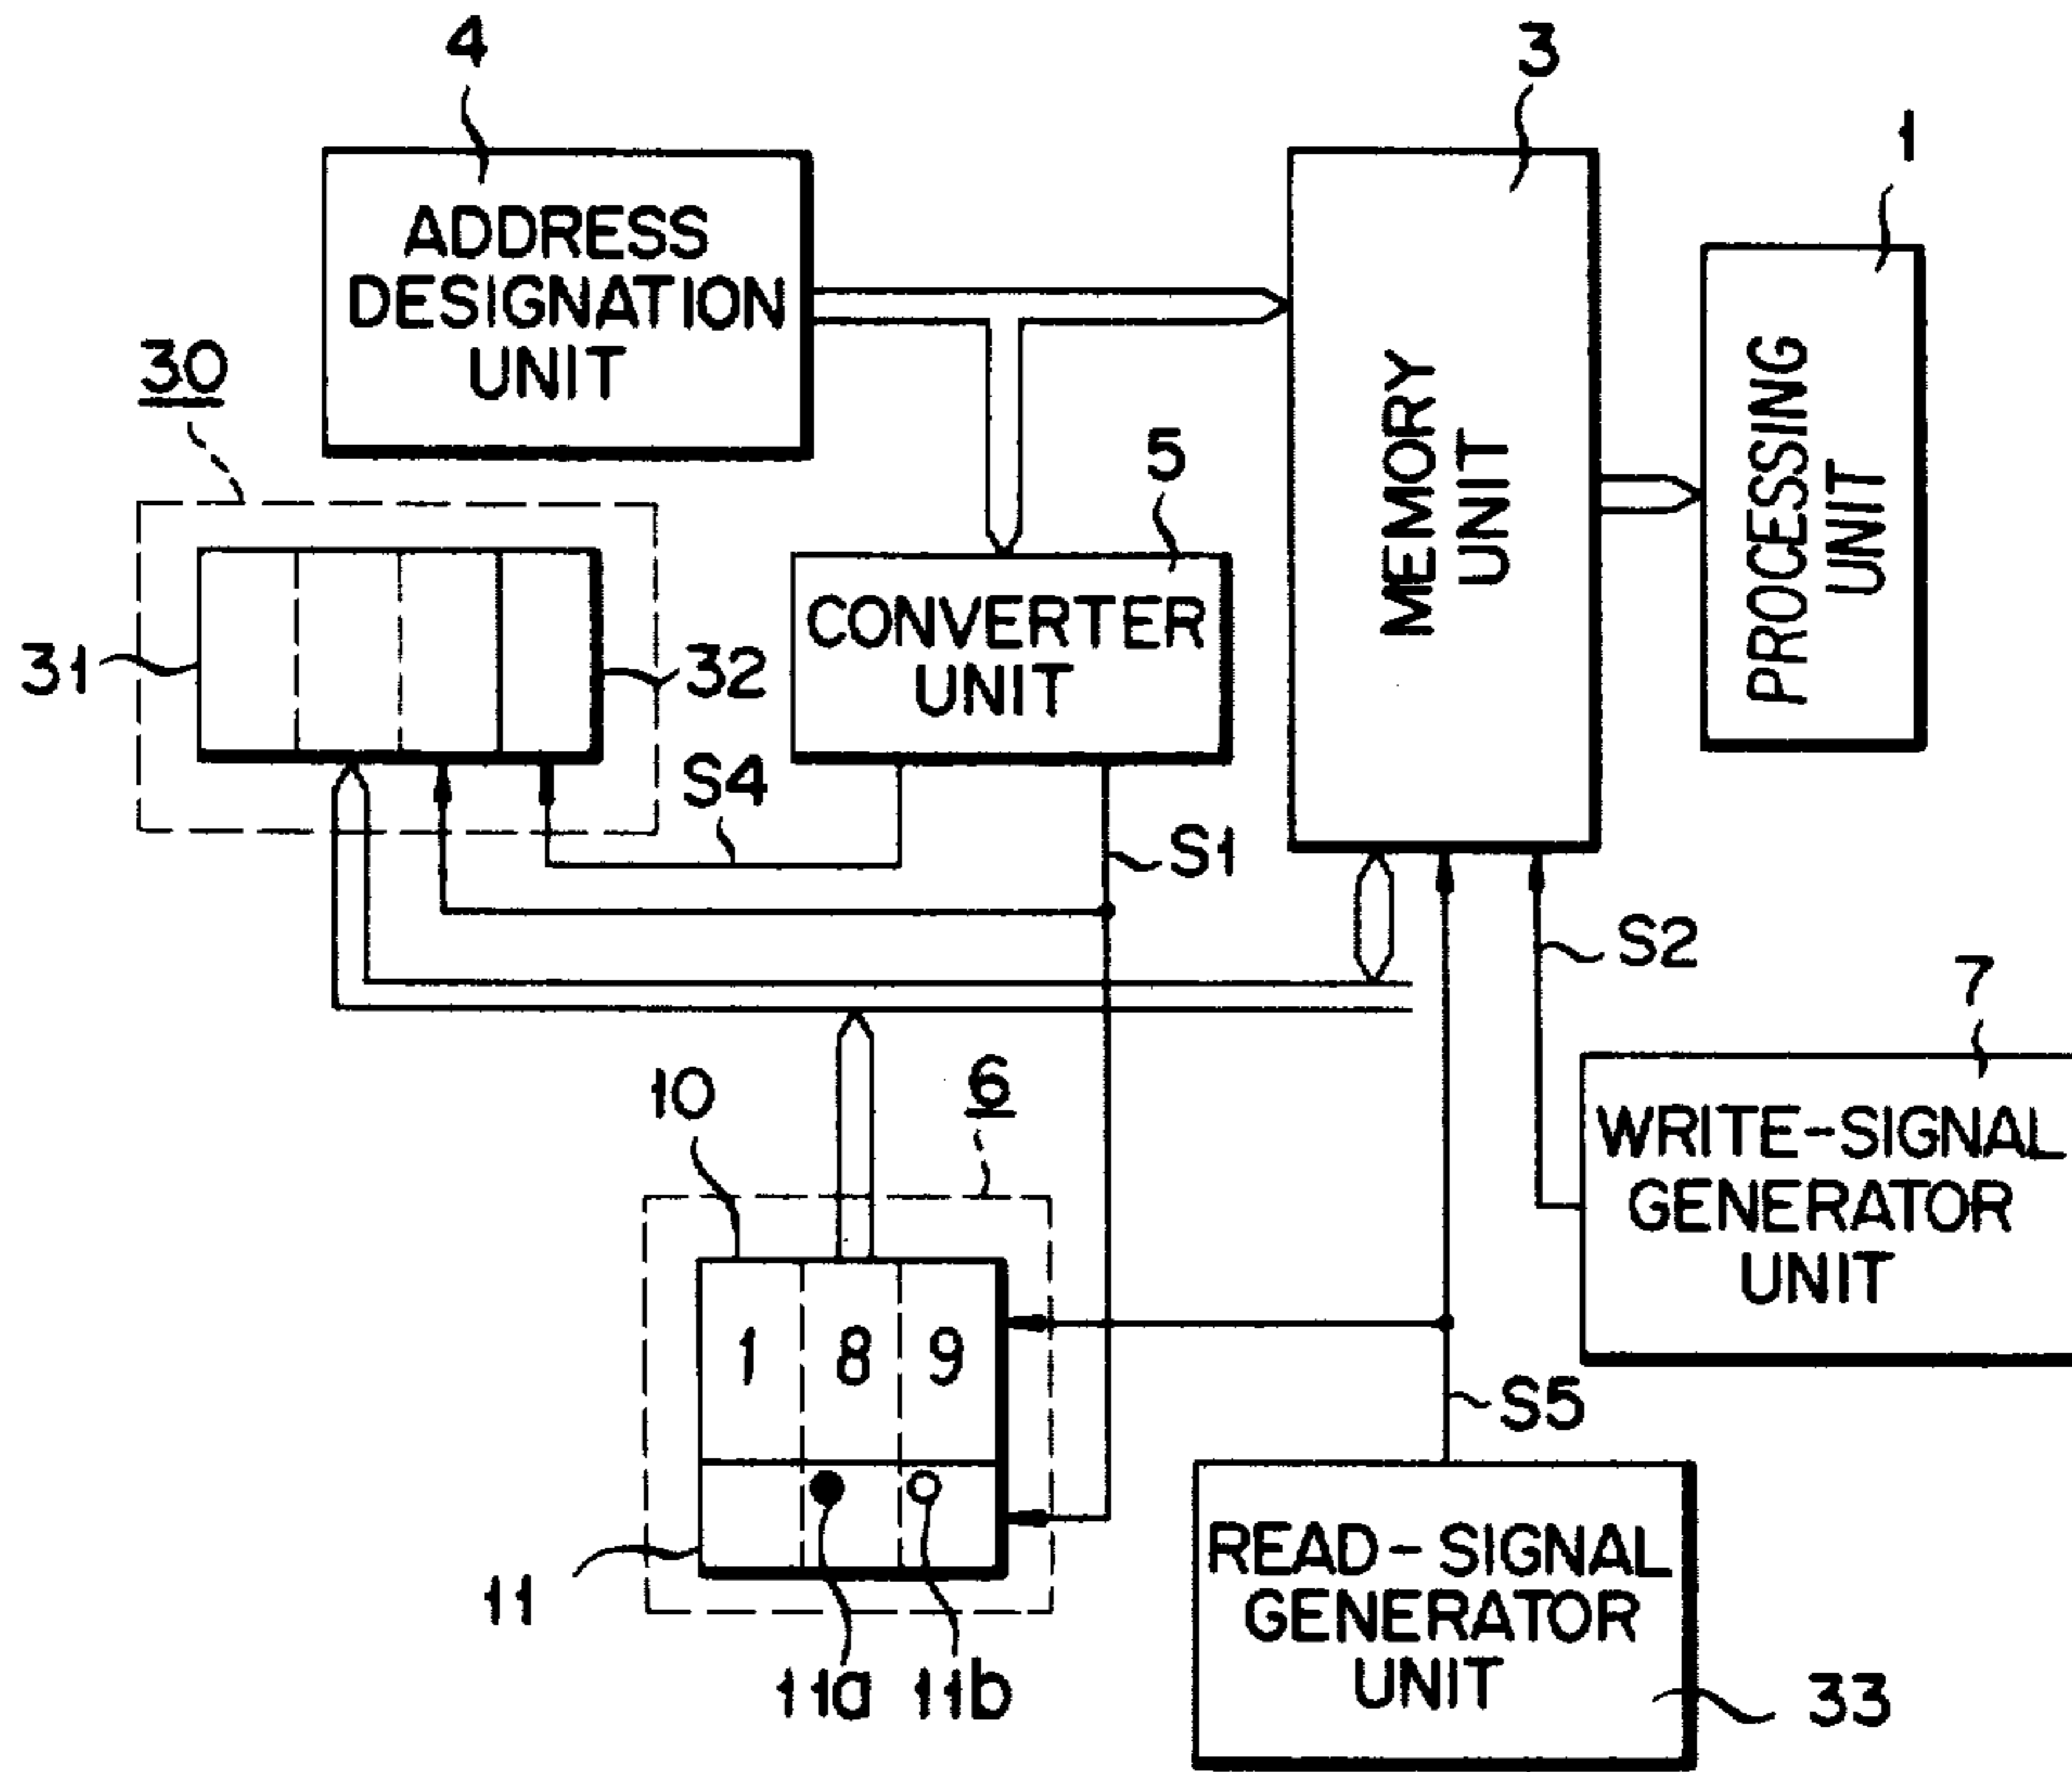 4
3
1
ADDRESS
DESIGNATION
UNIT
30
MEMORY
UNIT
PROCESSING
UNIT
5
CONVERTER
UNIT
31
32
S4
S1
S2
7
10
6
WRITE-SIGNAL
GENERATOR
UNIT
1 8 9
S5
READ-SIGNAL
GENERATOR
UNIT
11
11a
11b
33